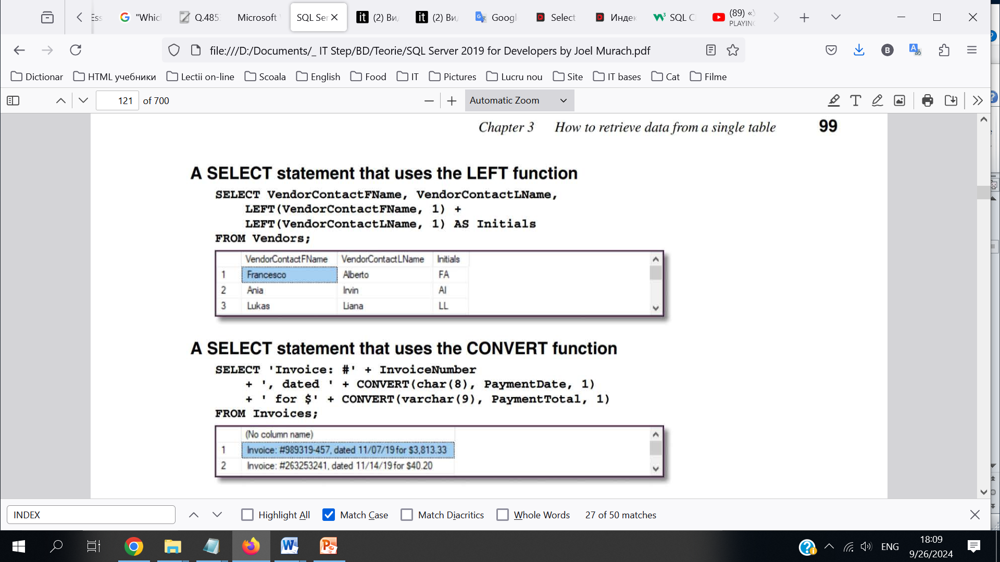 Ess
"Whic
Q.485
Microsoft
SQL Ser
(2) Ви
(2) Ви
Googl
Select
Индек
SQL C
(89) «
PLAYING
file:///D:/Documents/_ IT Step/BD/Teorie/SQL Server 2019 for Developers by Joel Murach.pdf
Dictionar
HTML учебники
Lectii on-line
Scoala
English
Food
IT
Pictures
Lucru nou
Site
IT bases
Cat
Filme
121 of 700
Automatic Zoom
Chapter 3 How to retrieve data from a single table 99
A SELECT statement that uses the LEFT function
SELECT VendorContactFName, VendorContactLName,
LEFT(VendorContactFName, 1) +
LEFT(VendorContactLName, 1) AS Initials
FROM Vendors;
VendorContactFName VendorContactLName Initials
1 Francesco Alberto FA
2 Ania Irvin AI
3 Lukas Liana LL
A SELECT statement that uses the CONVERT function
SELECT 'Invoice: #' + InvoiceNumber
+ ', dated ' + CONVERT(char(8), PaymentDate, 1)
+ ' for $' + CONVERT(varchar(9), PaymentTotal, 1)
FROM Invoices;
(No column name)
1 Invoice: #989319-457, dated 11/07/19 for $3,813.33
2 Invoice: #263253241, dated 11/14/19 for $40.20
INDEX
Highlight All
Match Case
Match Diacritics
Whole Words
27 of 50 matches
ENG
18:09
9/26/2024